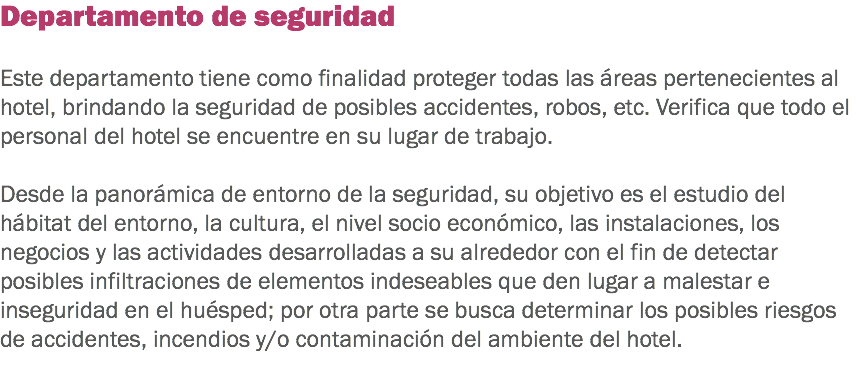 Departamento de seguridad
Este departamento tiene como finalidad proteger todas las áreas pertenecientes al
hotel, brindando la seguridad de posibles accidentes, robos, etc. Verifica que todo el
personal del hotel se encuentre en su lugar de trabajo.
Desde la panorámica de entorno de la seguridad, su objetivo es el estudio del
hábitat del entorno, la cultura, el nivel socio económico, las instalaciones, los
negocios y las actividades desarrolladas a su alrededor con el fin de detectar
posibles infiltraciones de elementos indeseables que den lugar a malestar e
inseguridad en el huésped; por otra parte se busca determinar los posibles riesgos
de accidentes, incendios y/o contaminación del ambiente del hotel.